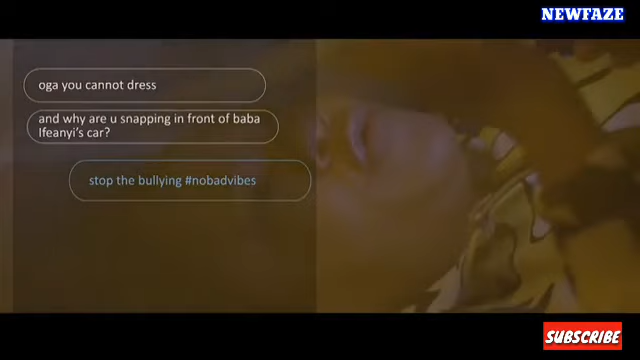 NEWFAZE
oga you cannot dress
and why are u snapping in front of baba
Ifeanyi's car?
stop the bullying #nobadvibes
SUBSCRIBE